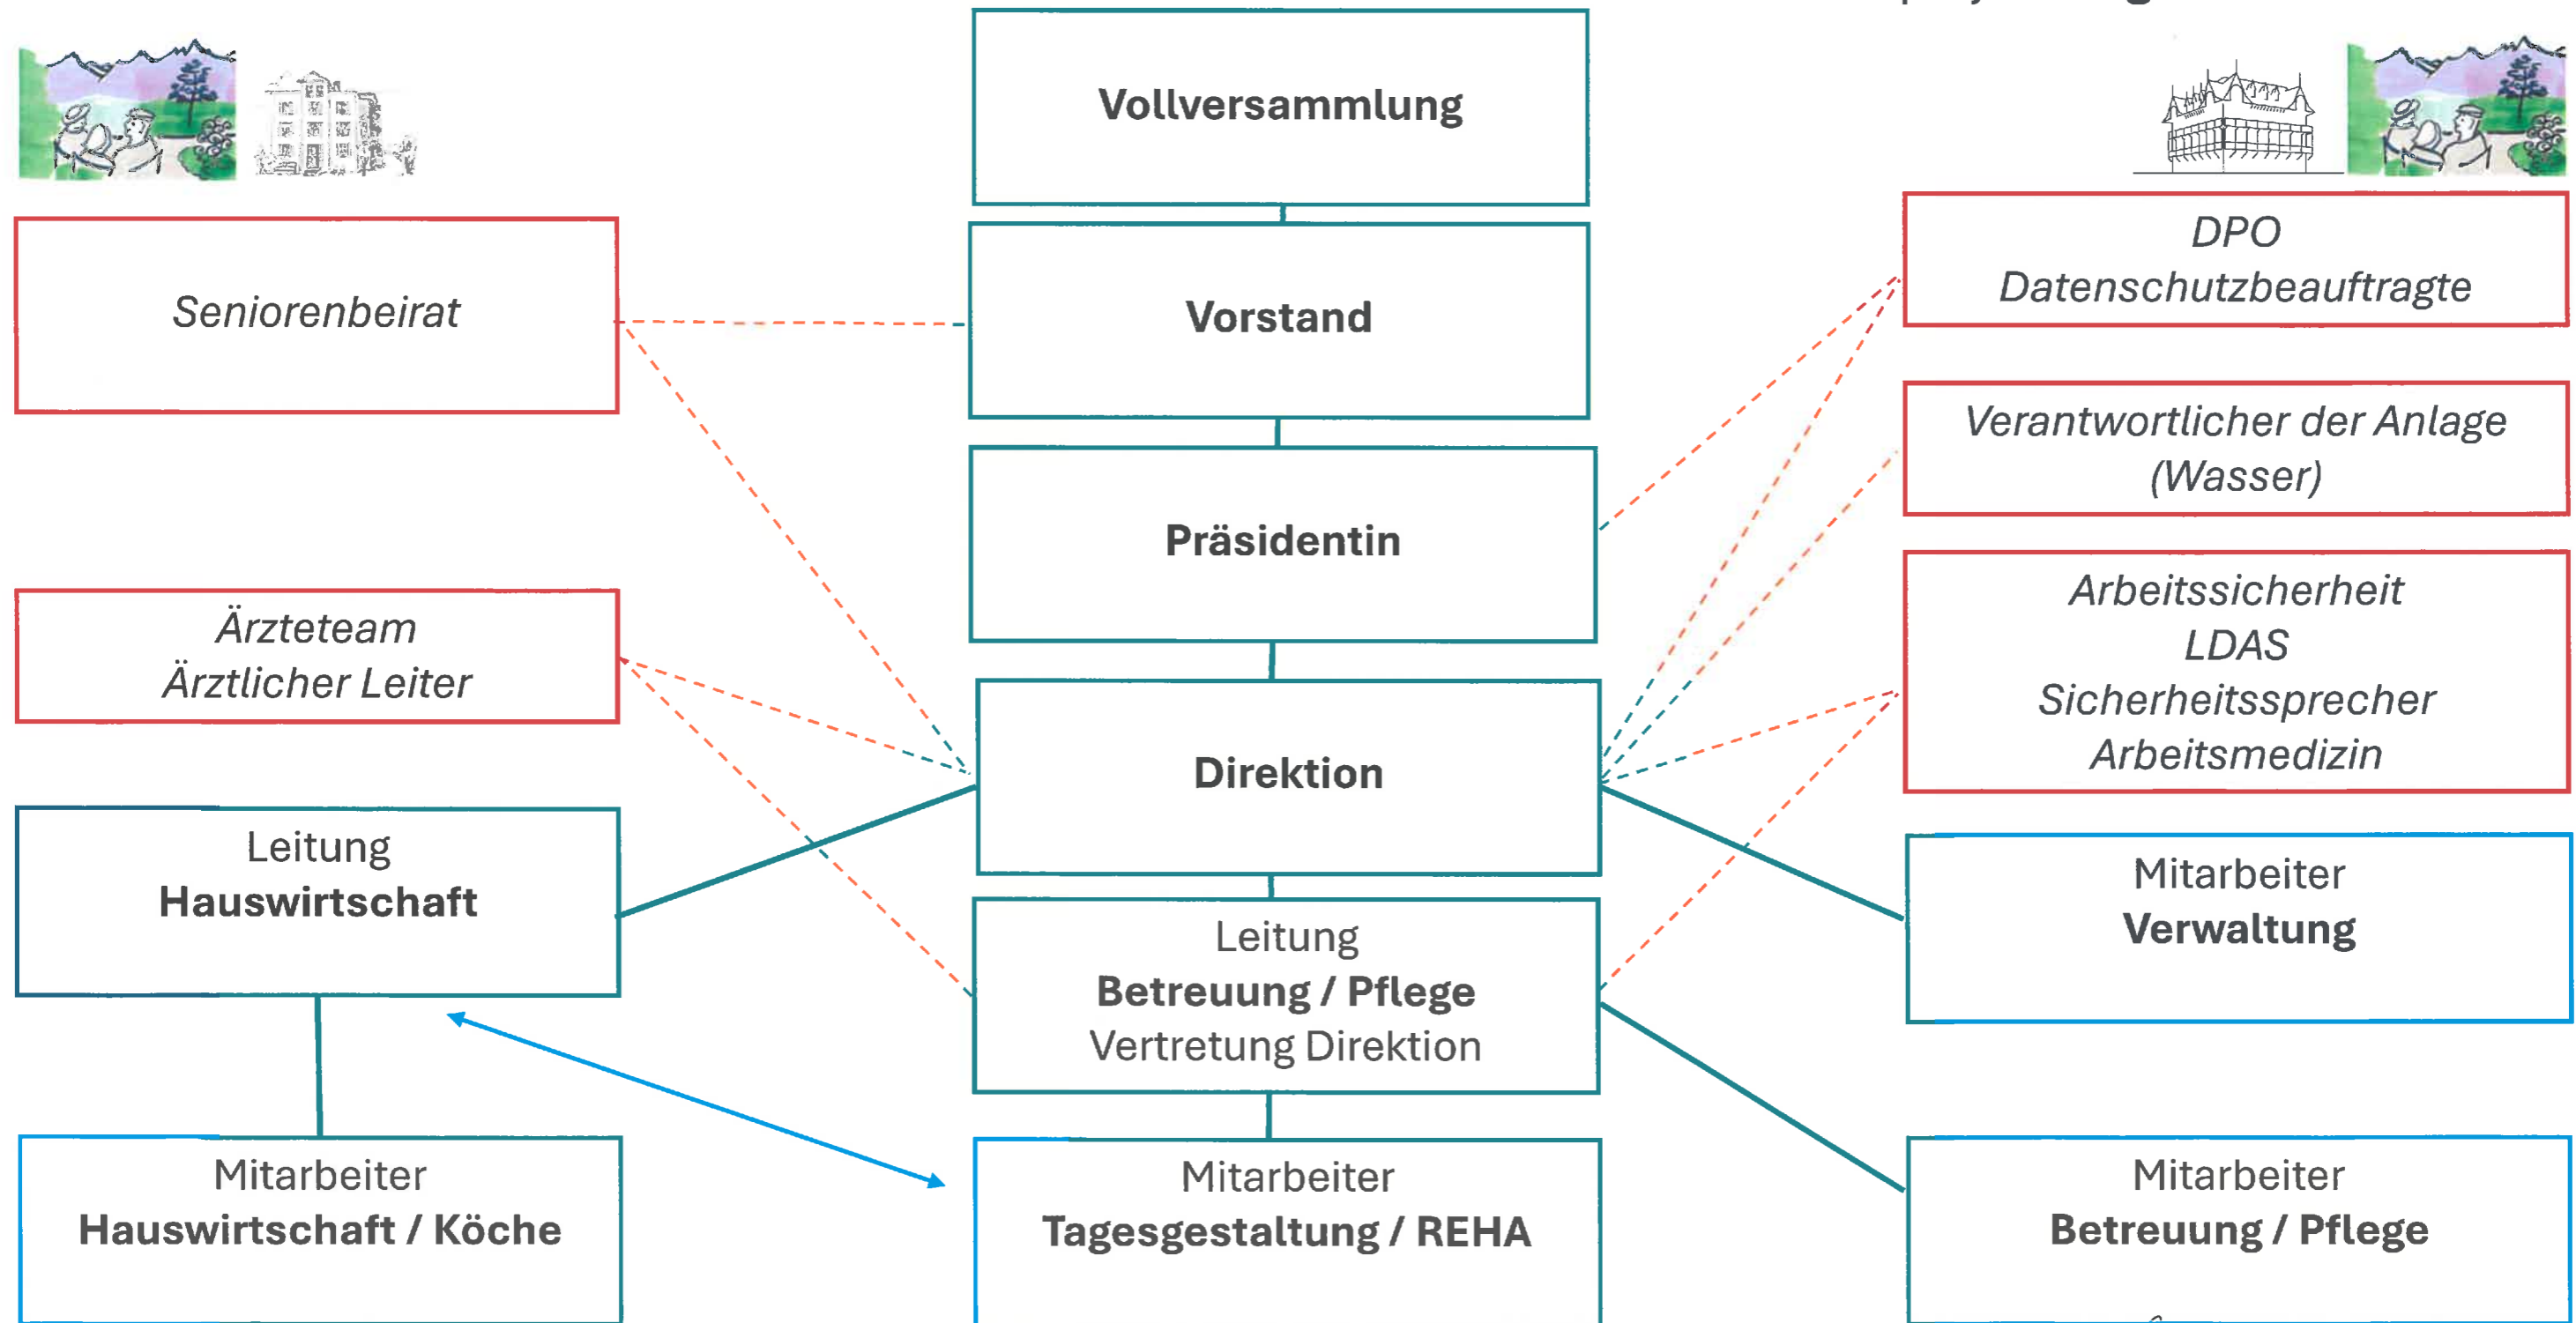 Vollversammlung
Seniorenbeirat
Vorstand
DPO
Datenschutzbeauftragte
Verantwortlicher der Anlage
(Wasser)
Präsidentin
Ärzteteam
Ärztlicher Leiter
Arbeitssicherheit
LDAS
Sicherheitssprecher
Arbeitsmedizin
Direktion
Leitung
Hauswirtschaft
Leitung
Betreuung / Pflege
Vertretung Direktion
Mitarbeiter
Verwaltung
Mitarbeiter
Hauswirtschaft / Köche
Mitarbeiter
Tagesgestaltung / REHA
Mitarbeiter
Betreuung / Pflege